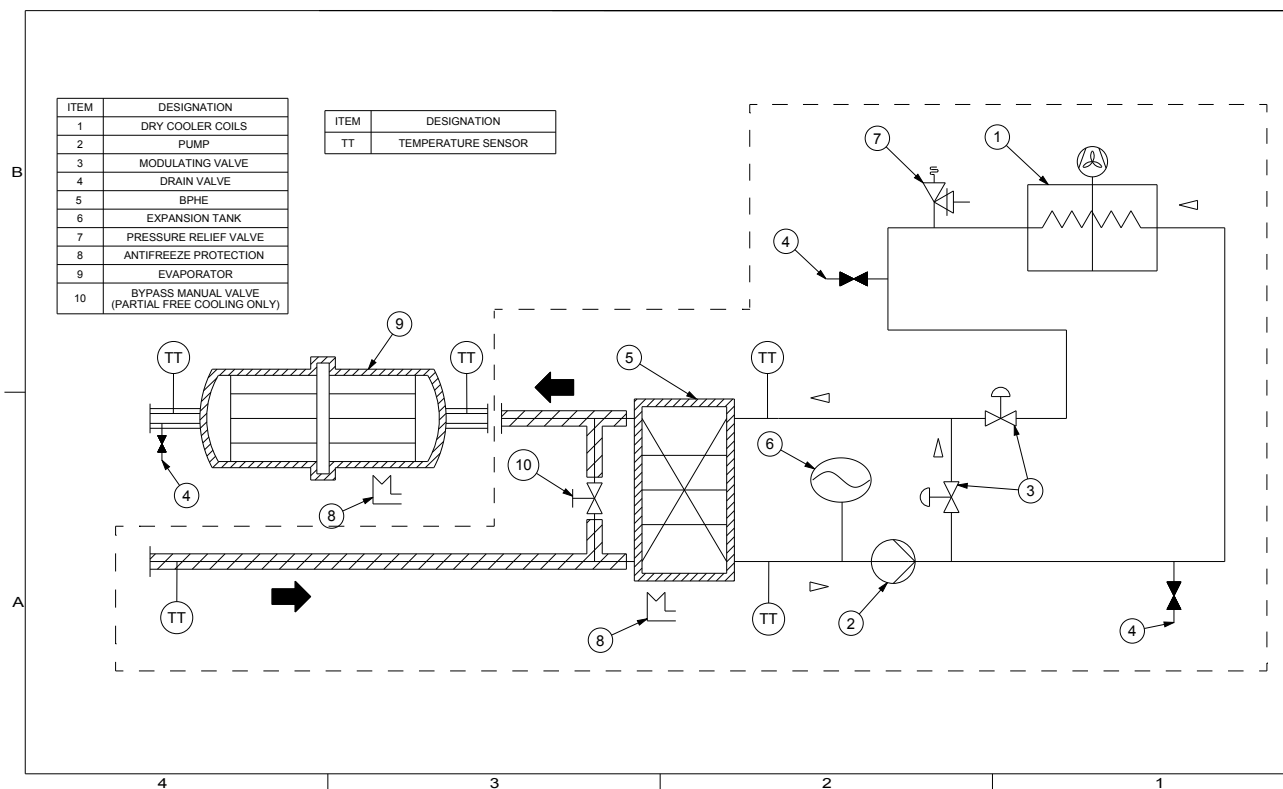 ITEM DESIGNATION
1 DRY COOLER COILS
2 PUMP
3 MODULATING VALVE
4 DRAIN VALVE
5 BPHE
6 EXPANSION TANK
7 PRESSURE RELIEF VALVE
8 ANTIFREEZE PROTECTION
9 EVAPORATOR
10 BYPASS MANUAL VALVE
(PARTIAL FREE COOLING ONLY)
ITEM DESIGNATION
TT TEMPERATURE SENSOR
B
7
1
4
9
TT
TT
5
TT
6
10
3
4
8
A
TT
8
TT
2
4
4
3
2
1